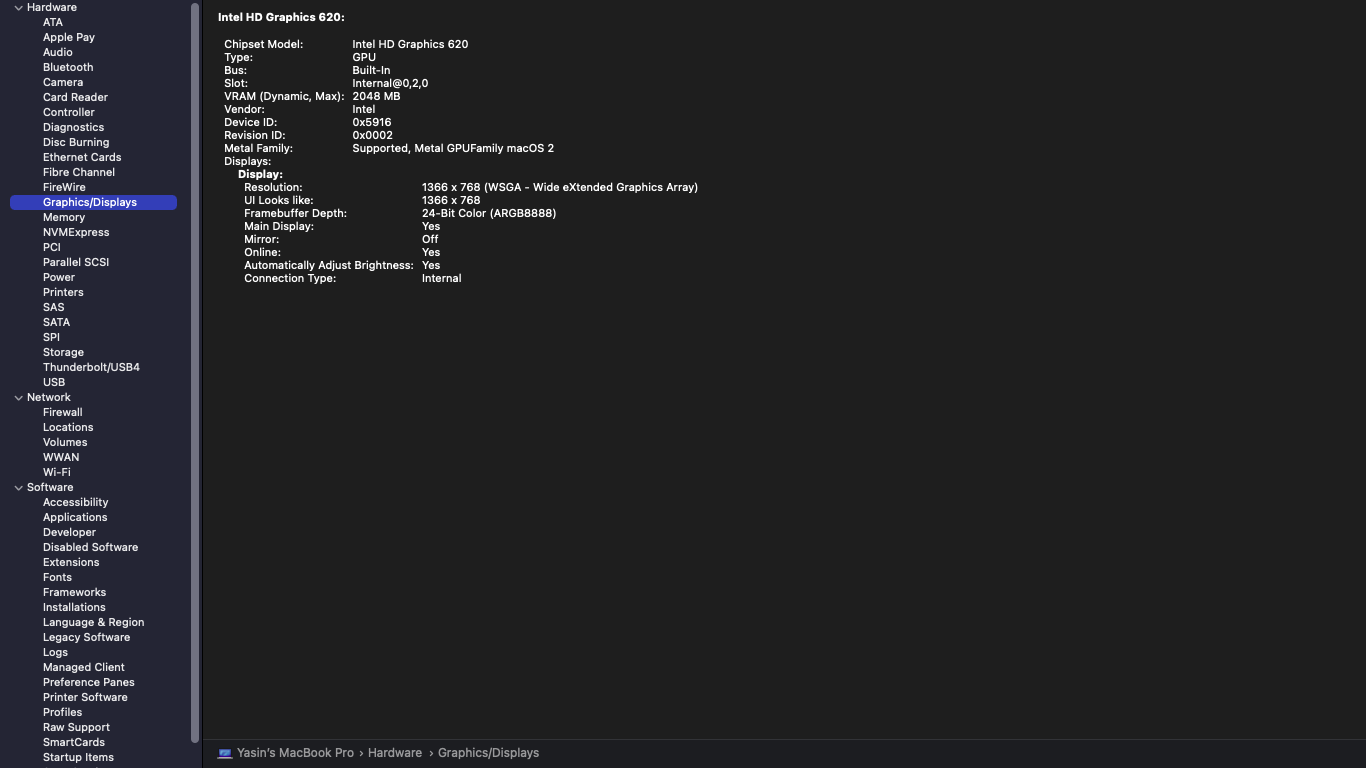 Hardware
ATA
Apple Pay
Audio
Bluetooth
Camera
Card Reader
Controller
Diagnostics
Disc Burning
Ethernet Cards
Fibre Channel
FireWire
Graphics/Displays
Memory
NVMExpress
PCI
Parallel SCSI
Power
Printers
SAS
SATA
SPI
Storage
Thunderbolt/USB4
USB
Network
Firewall
Locations
Volumes
WWAN
Wi-Fi
Software
Accessibility
Applications
Developer
Disabled Software
Extensions
Fonts
Frameworks
Installations
Language & Region
Legacy Software
Logs
Managed Client
Preference Panes
Printer Software
Profiles
Raw Support
SmartCards
Startup Items
Intel HD Graphics 620:
Chipset Model: Intel HD Graphics 620
Type: GPU
Bus: Built-In
Slot: Internal@0,2,0
VRAM (Dynamic, Max): 2048 MB
Vendor: Intel
Device ID: 0x5916
Revision ID: 0x0002
Metal Family: Supported, Metal GPUFamily macOS 2
Displays:
Display:
Resolution: 1366 x 768 (WSGA - Wide eXtended Graphics Array)
UI Looks like: 1366 x 768
Framebuffer Depth: 24-Bit Color (ARGB8888)
Main Display: Yes
Mirror: Off
Online: Yes
Automatically Adjust Brightness: Yes
Connection Type: Internal
Yasin's MacBook Pro › Hardware › Graphics/Displays